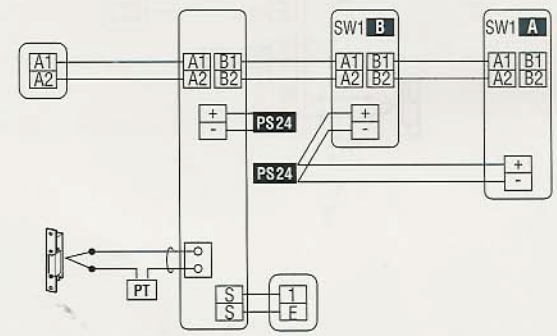 SW1 B SW1 A
A1 A1 B1 A1 B1 A1 B1
A2 A2 B2 A2 B2 A2 B2
+ PS24 + 
- -
PS24 +
-
PT
S 1
S E